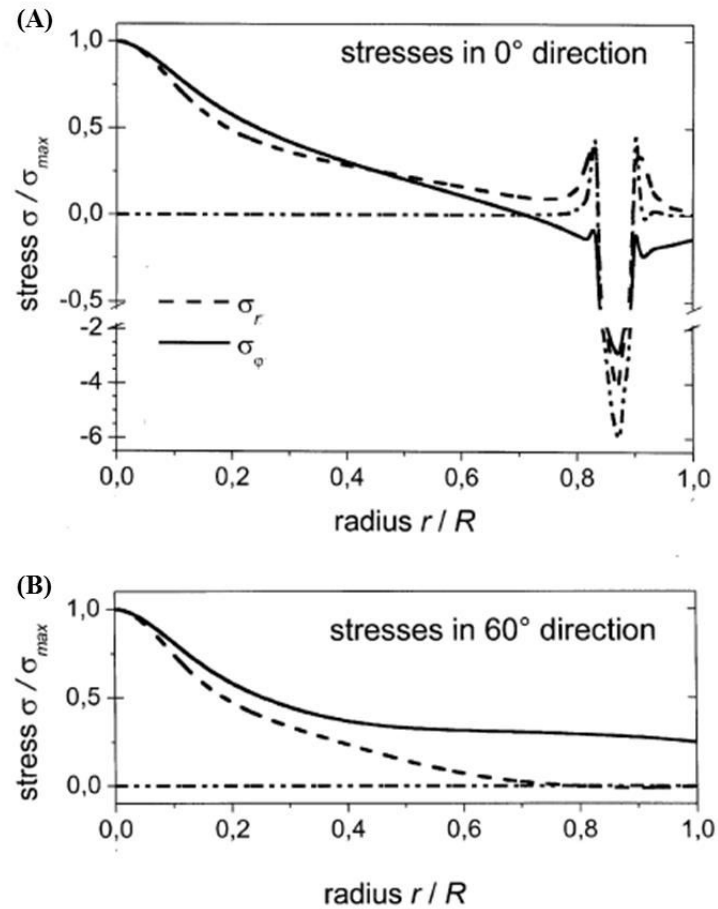 (A)
stresses in 0° direction
1,0
0,5
0,0
-0,5
-2
-4
-6
stress σ / σmax
σr
σφ
0,0 0,2 0,4 0,6 0,8 1,0
radius r / R
(B)
stresses in 60° direction
1,0
0,5
0,0
stress σ / σmax
0,0 0,2 0,4 0,6 0,8 1,0
radius r / R